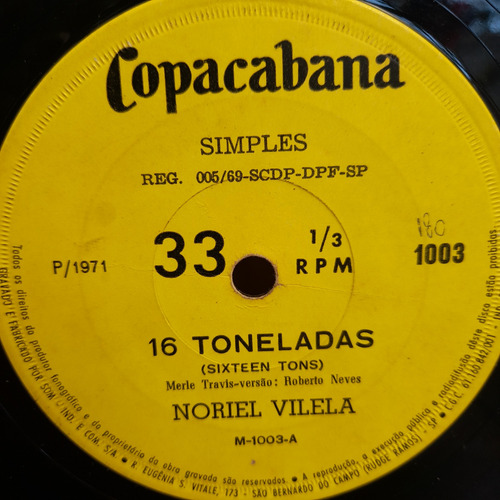 Copacabana
SIMPLES
REG. 005/69-SCDP-DPF-SP
33 1/3 RPM
180
1003
P/1971
16 TONELADAS
(SIXTEEN TONS)
Merle Travis-versão: Roberto Neves
NORIEL VILELA
M-1003-A
Todos os direitos do produtor fonográfico e do proprietário da obra gravada são reservados. • A reprodução, a execução pública e radiodifusão deste disco estão proibidas.
GRAVADO E FABRICADO POR SOM / IND. E COM. S/A • R. EUGÊNIA S. VITALE, 173 - SÃO BERNARDO DO CAMPO (RUDGE RAMOS) - SP • C.G.C.